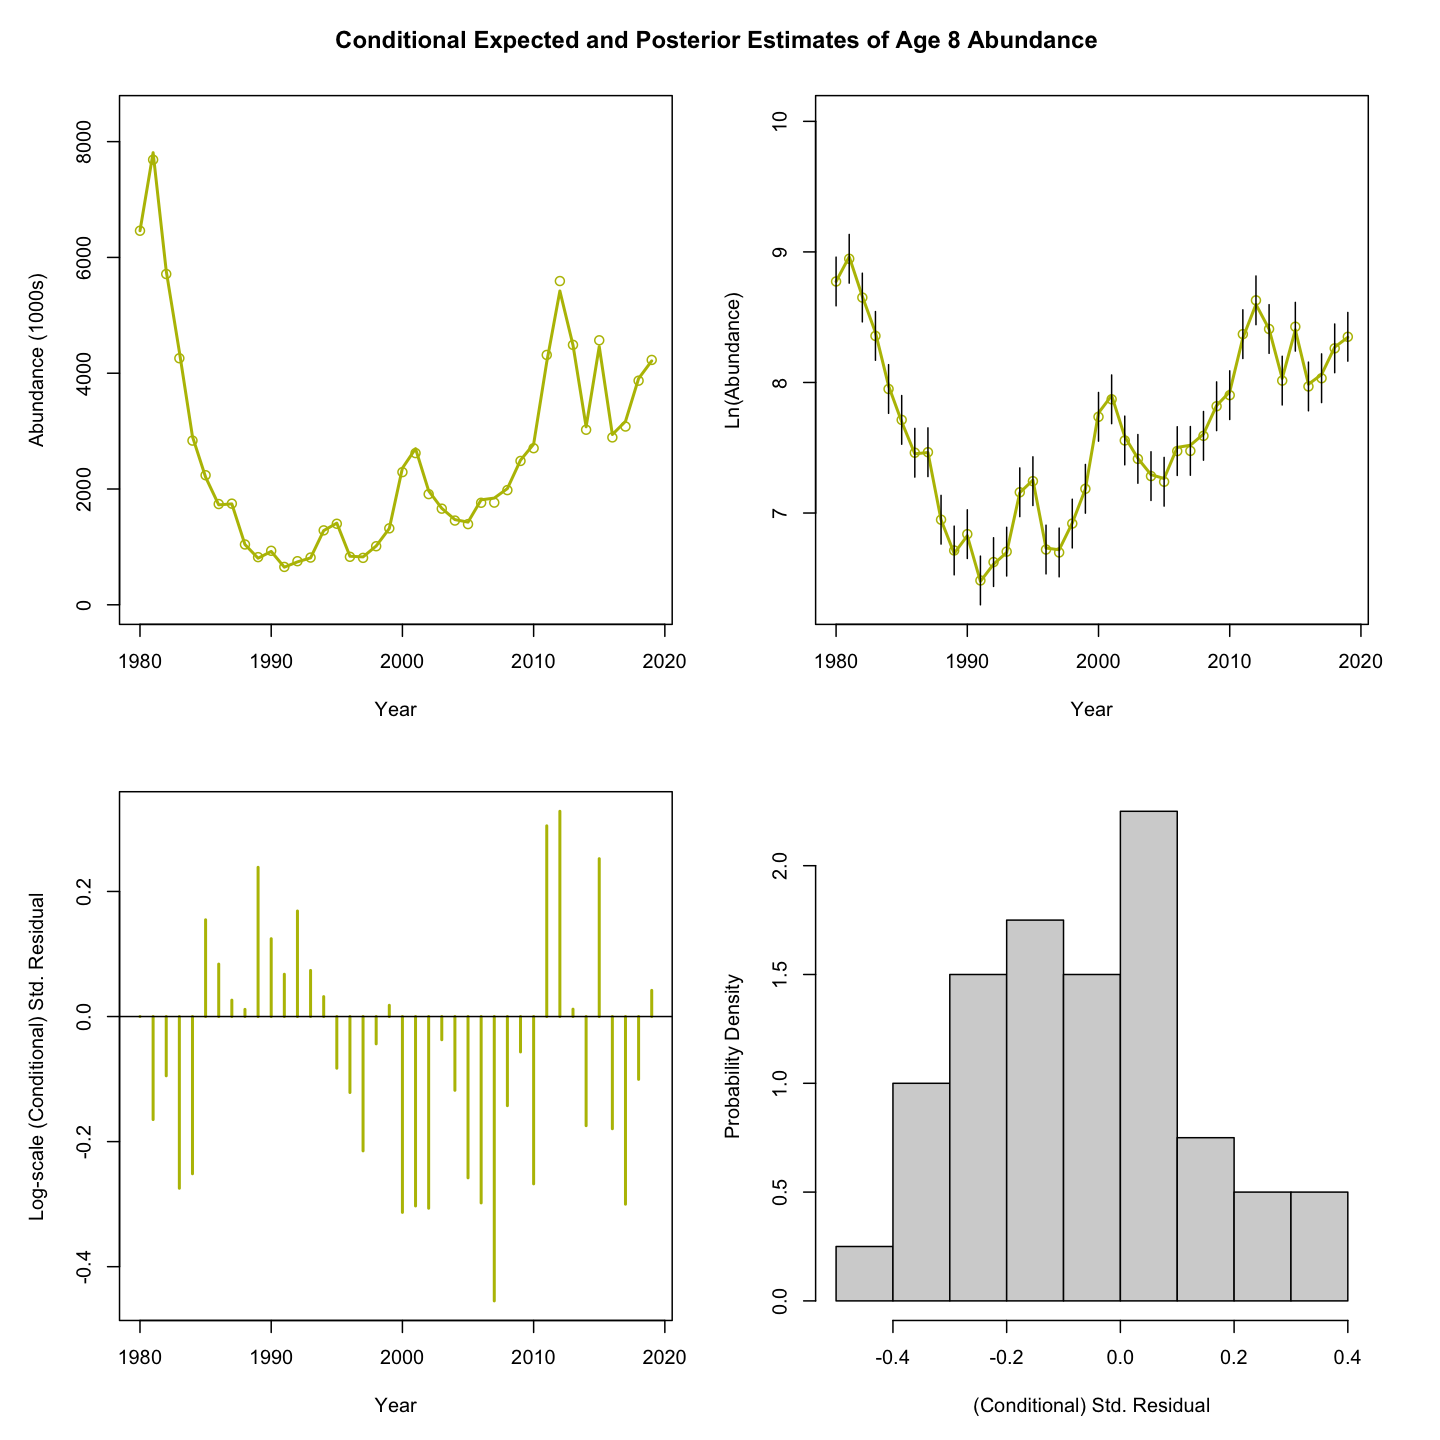 Conditional Expected and Posterior Estimates of Age 8 Abundance
Abundance (1000s)
8000
6000
4000
2000
0
1980 1990 2000 2010 2020
Year
Ln(Abundance)
10
9
8
7
1980 1990 2000 2010 2020
Year
Log-scale (Conditional) Std. Residual
0.2
0.0
-0.2
-0.4
1980 1990 2000 2010 2020
Year
Probability Density
2.0
1.5
1.0
0.5
0.0
-0.4 -0.2 0.0 0.2 0.4
(Conditional) Std. Residual